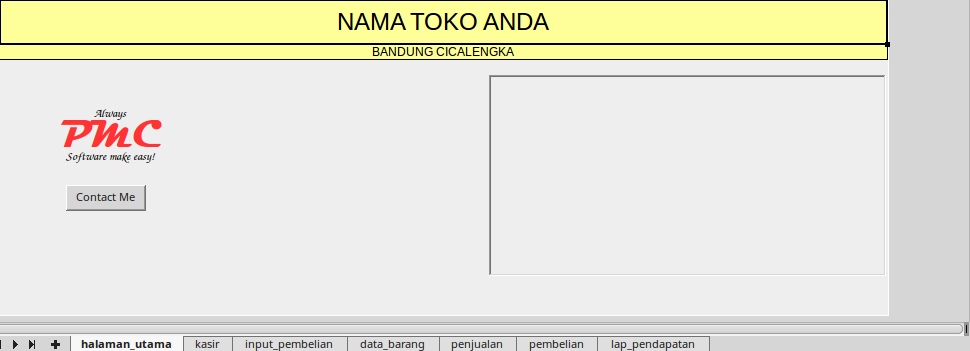 NAMA TOKO ANDA
BANDUNG CICALENGKA
Always
PMC
Software make easy!
Contact Me
halaman_utama kasir input_pembelian data_barang penjualan pembelian lap_pendapatan